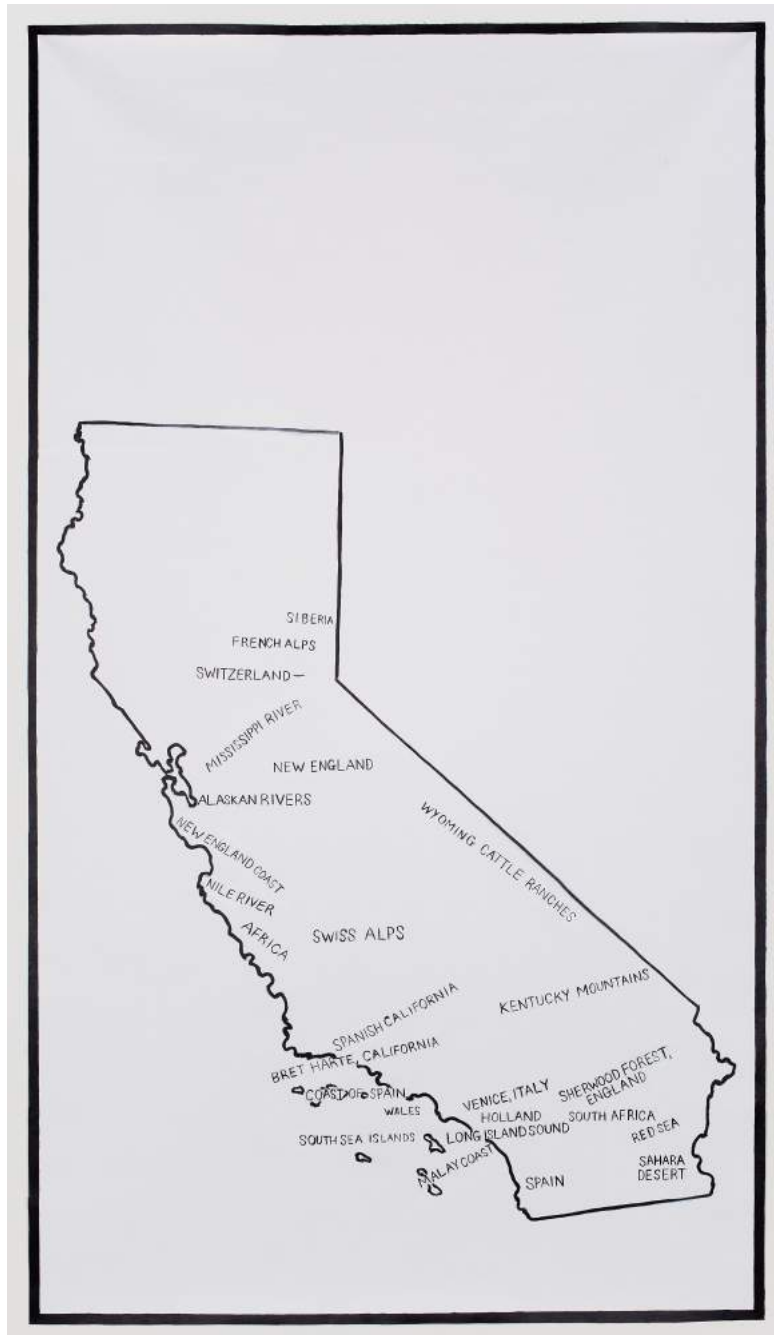 SIBERIA
FRENCH ALPS
SWITZERLAND —
MISSISSIPPI RIVER
NEW ENGLAND
ALASKAN RIVERS
WYOMING CATTLE RANCHES
NEW ENGLAND COAST
NILE RIVER
AFRICA
SWISS ALPS
KENTUCKY MOUNTAINS
SPANISH CALIFORNIA
BRET HARTE, CALIFORNIA
COAST OF SPAIN
WALES
VENICE, ITALY
SHERWOOD FOREST,
ENGLAND
HOLLAND
SOUTH AFRICA
LONG ISLAND SOUND
RED SEA
SOUTH SEA ISLANDS
MALAY COAST
SPAIN
SAHARA
DESERT